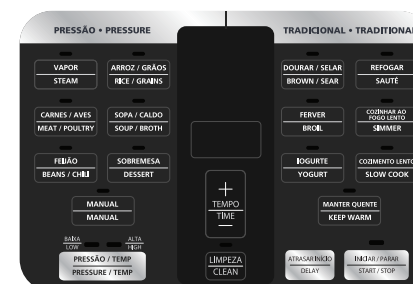 PRESSÃO • PRESSURE
TRADICIONAL • TRADITIONAL
VAPOR
STEAM
ARROZ / GRÃOS
RICE / GRAINS
DOURAR / SELAR
BROWN / SEAR
REFOGAR
SAUTÉ
CARNES / AVES
MEAT / POULTRY
SOPA / CALDO
SOUP / BROTH
FERVER
BROIL
COZINHAR AO
FOGO LENTO
SIMMER
FEIJÃO
BEANS / CHILI
SOBREMESA
DESSERT
IOGURTE
YOGURT
COZIMENTO LENTO
SLOW COOK
MANUAL
MANUAL
+
TEMPO
TIME
−
MANTER QUENTE
KEEP WARM
BAIXA
LOW
ALTA
HIGH
PRESSÃO / TEMP
PRESSURE / TEMP
LIMPEZA
CLEAN
ATRASAR INÍCIO
DELAY
INICIAR / PARAR
START / STOP